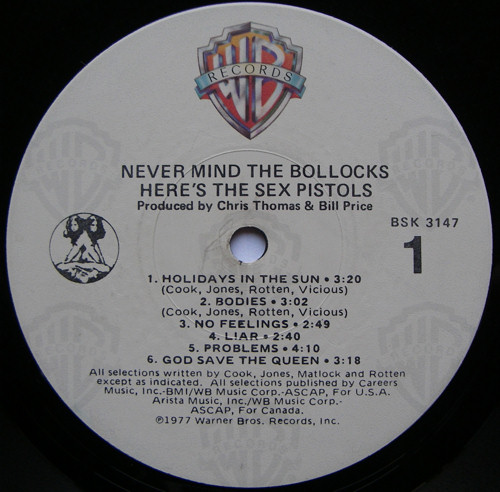 WB
RECORDS
NEVER MIND THE BOLLOCKS
HERE'S THE SEX PISTOLS
Produced by Chris Thomas & Bill Price
BSK 3147
1
1. HOLIDAYS IN THE SUN • 3:20
(Cook, Jones, Rotten, Vicious)
2. BODIES • 3:02
(Cook, Jones, Rotten, Vicious)
3. NO FEELINGS • 2:49
4. L!AR • 2:40
5. PROBLEMS • 4:10
6. GOD SAVE THE QUEEN • 3:18
All selections written by Cook, Jones, Matlock and Rotten
except as indicated. All selections published by Careers
Music, Inc.-BMI/WB Music Corp.-ASCAP, For U.S.A.
Arista Music, Inc./WB Music Corp.-
ASCAP, For Canada.
℗1977 Warner Bros. Records, Inc.